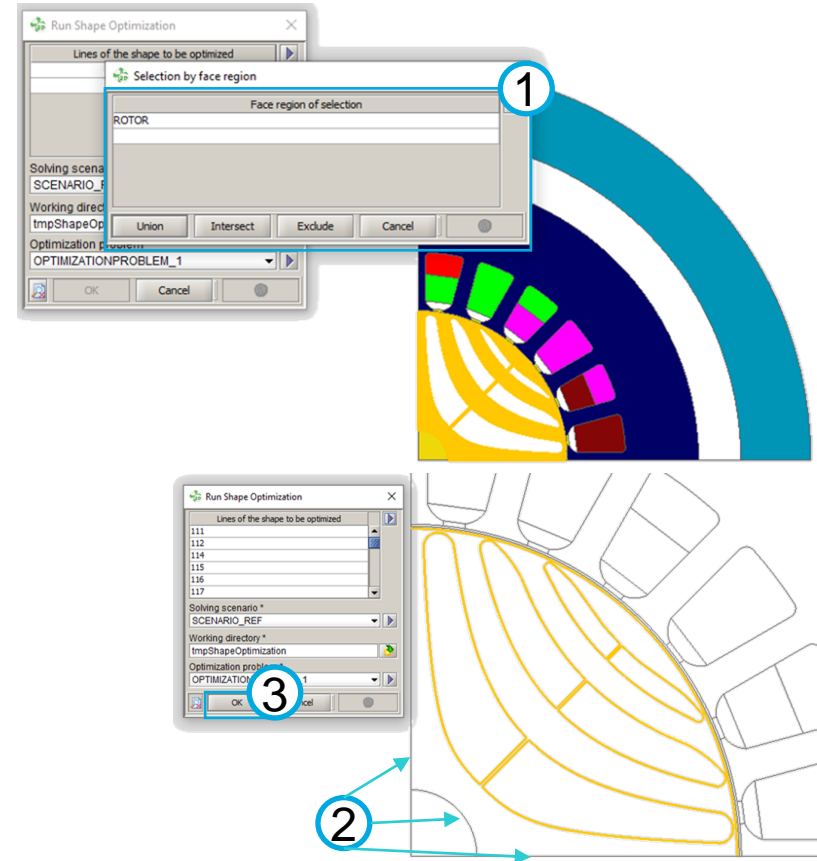 Run Shape Optimization
Lines of the shape to be optimized
Selection by face region
1
Face region of selection
ROTOR
Solving scena
SCENARIO_
Working direct
tmpShapeOp
Union Intersect Exclude Cancel
Optimization problem
OPTIMIZATIONPROBLEM_1
OK Cancel
Run Shape Optimization
Lines of the shape to be optimized
111
112
114
115
116
117
Solving scenario *
SCENARIO_REF
Working directory *
tmpShapeOptimization
Optimization problem *
OPTIMIZATION 1
3
OK cel
2